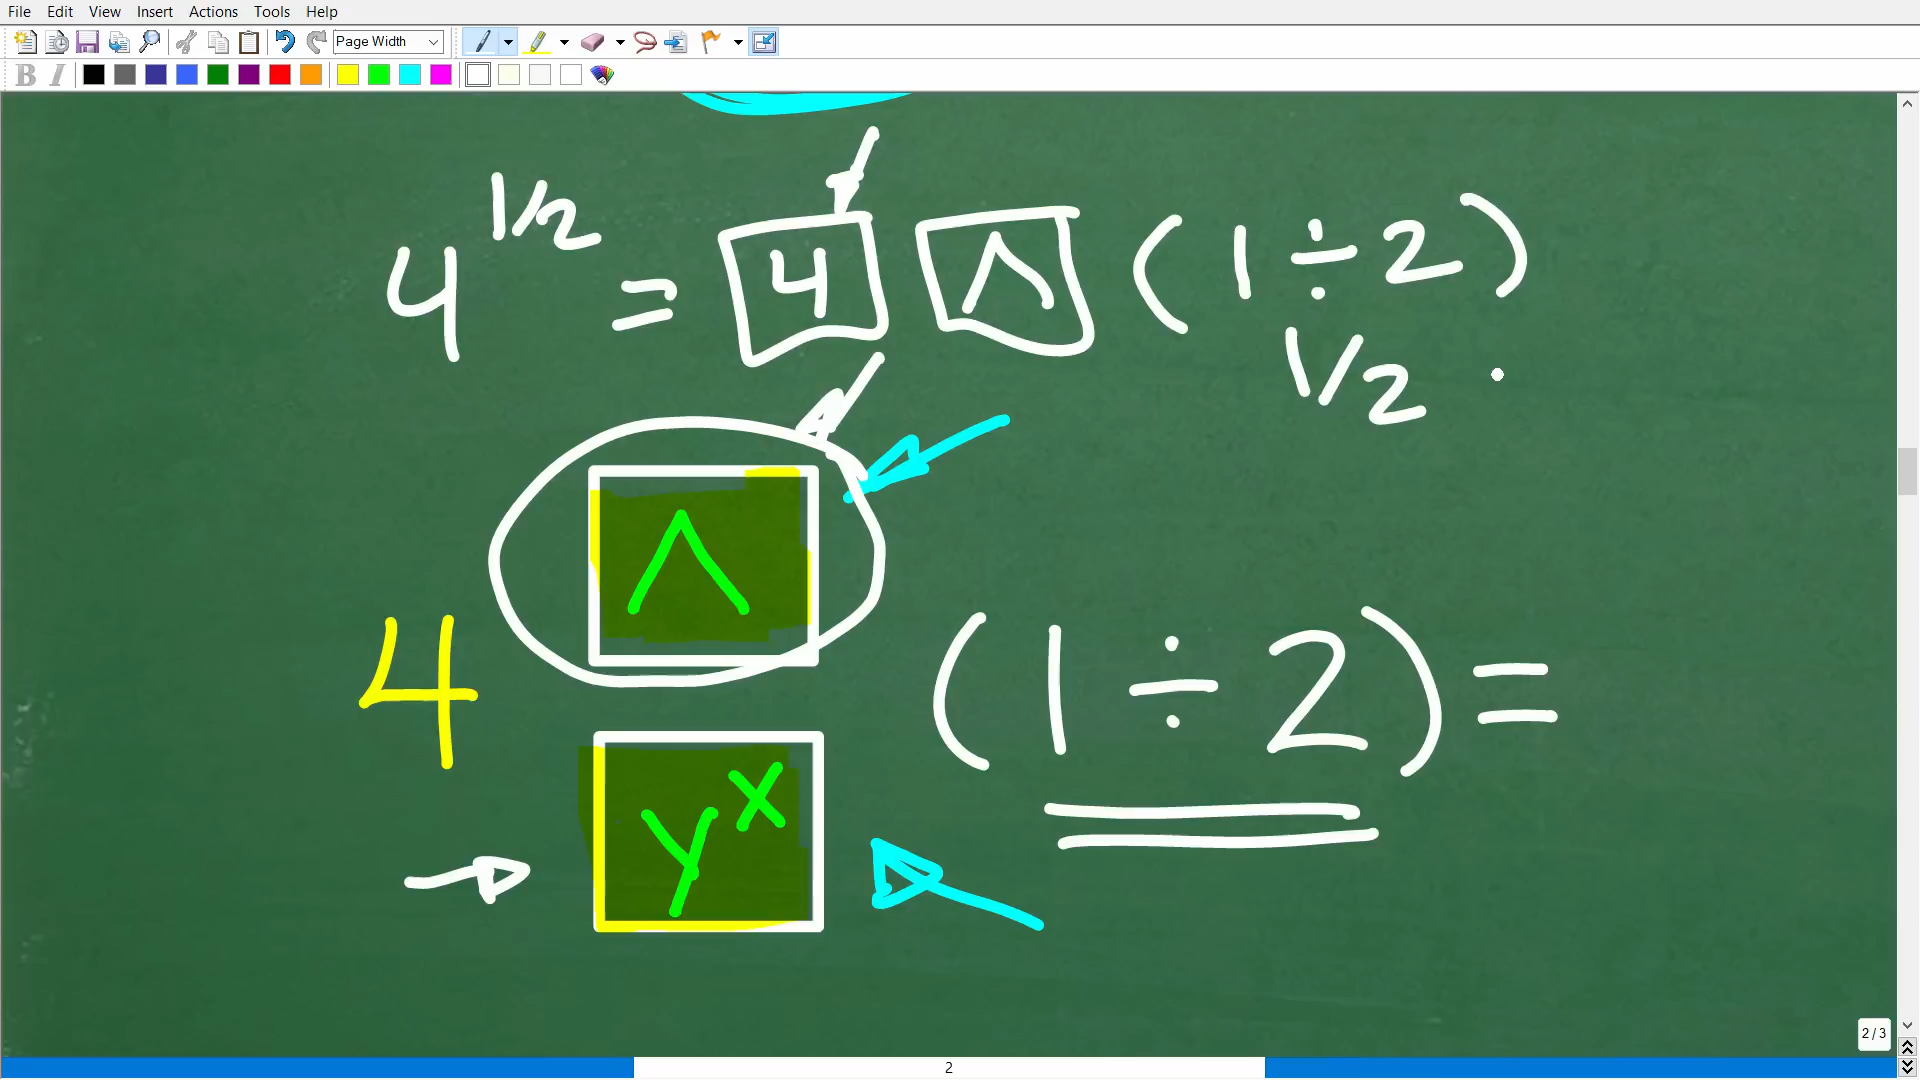 File Edit View Insert Actions Tools Help
Page Width
B I
4^1/2 = 4 ^ (1 ÷ 2)
1/2
^
4 (1 ÷ 2) =
y^x
2 / 3
2